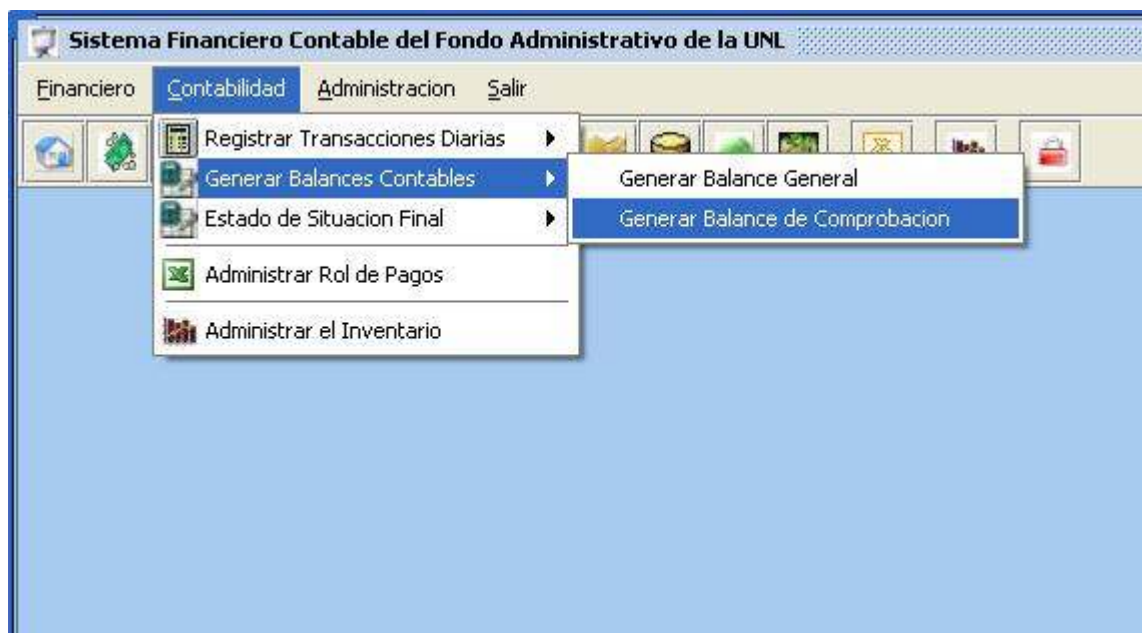 Sistema Financiero Contable del Fondo Administrativo de la UNL
Financiero Contabilidad Administracion Salir
Registrar Transacciones Diarias
Generar Balances Contables
Generar Balance General
Estado de Situacion Final
Generar Balance de Comprobacion
Administrar Rol de Pagos
Administrar el Inventario